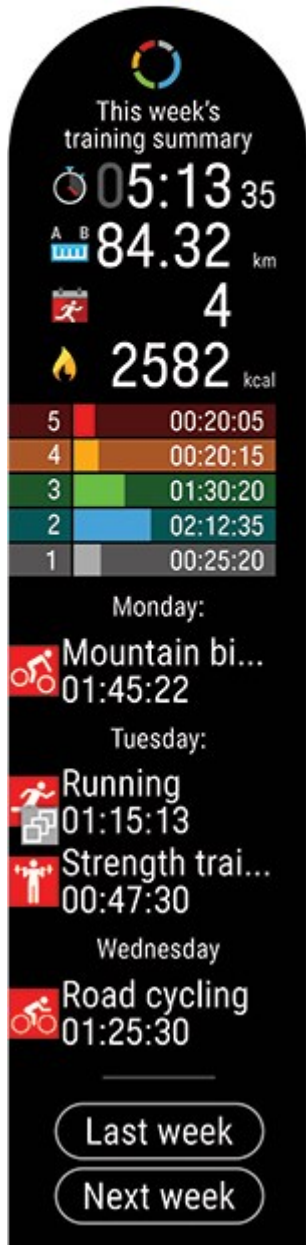 This week's
training summary
05:13 35
A B
84.32 km
4
2582 kcal
5 00:20:05
4 00:20:15
3 01:30:20
2 02:12:35
1 00:25:20
Monday:
Mountain bi...
01:45:22
Tuesday:
Running
01:15:13
Strength trai...
00:47:30
Wednesday
Road cycling
01:25:30
Last week
Next week